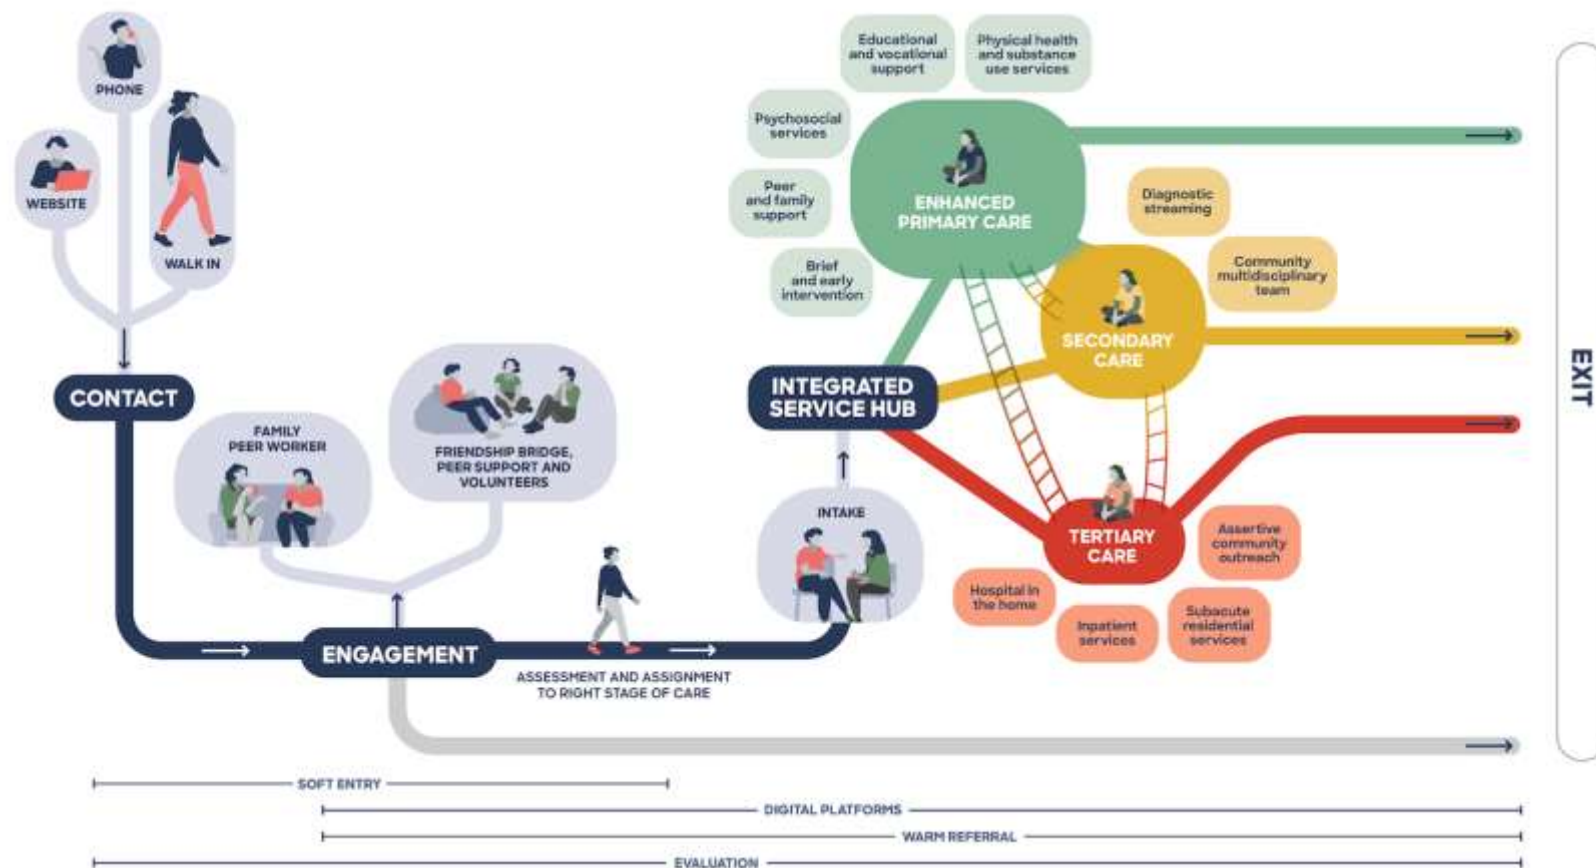 PHONE
WEBSITE
WALK IN
CONTACT
FAMILY
PEER WORKER
FRIENDSHIP BRIDGE,
PEER SUPPORT AND
VOLUNTEERS
ENGAGEMENT
ASSESSMENT AND ASSIGNMENT
TO RIGHT STAGE OF CARE
INTAKE
INTEGRATED
SERVICE HUB
Educational
and vocational
support
Physical health
and substance
use services
Psychosocial
services
Peer
and family
support
Brief
and early
intervention
ENHANCED
PRIMARY CARE
Diagnostic
streaming
Community
multidisciplinary
team
SECONDARY
CARE
TERTIARY
CARE
Assertive
community
outreach
Hospital in
the home
Inpatient
services
Subacute
residential
services
EXIT
SOFT ENTRY
DIGITAL PLATFORMS
WARM REFERRAL
EVALUATION